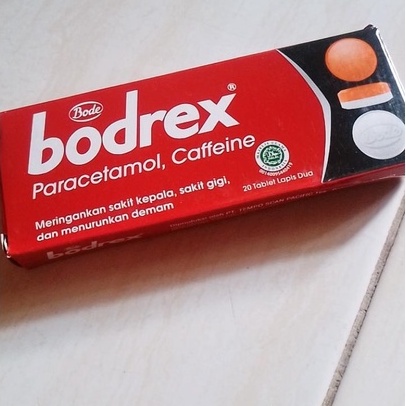 Bode
bodrex®
Paracetamol, Caffeine
Meringankan sakit kepala, sakit gigi,
dan menurunkan demam
20 Tablet Lapis Dua
bodrex